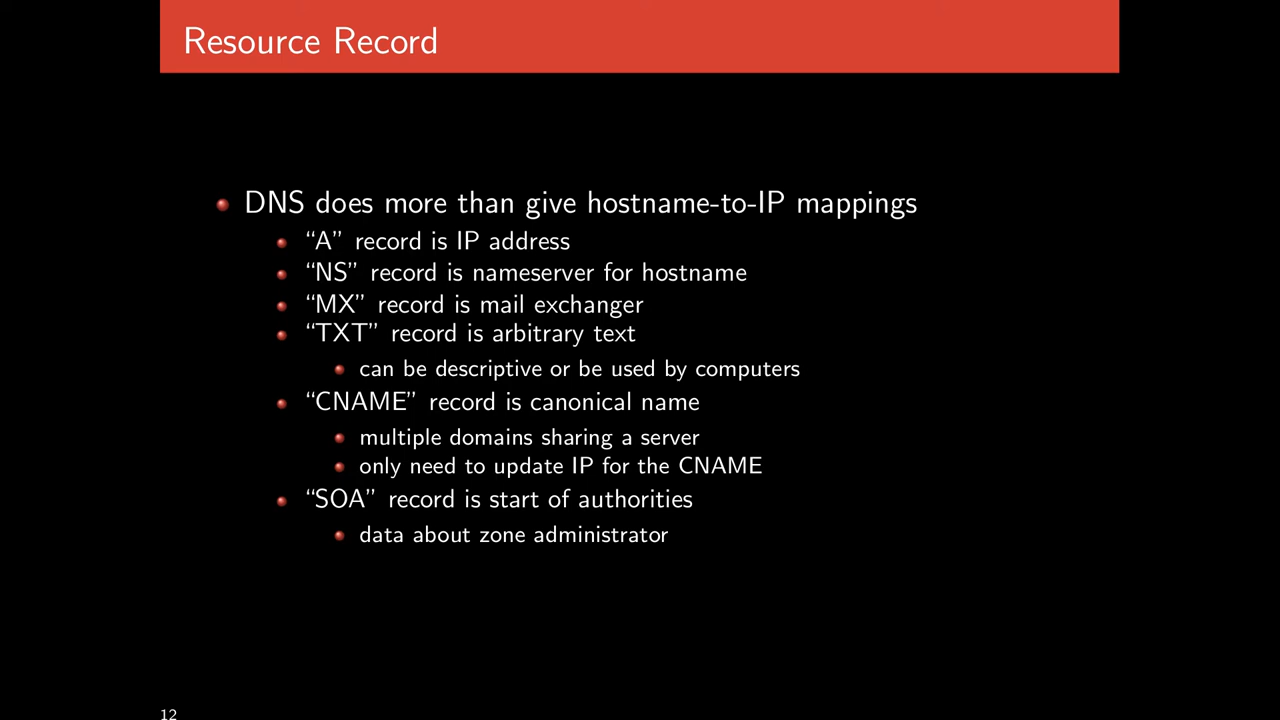 Resource Record
DNS does more than give hostname-to-IP mappings
“A” record is IP address
“NS” record is nameserver for hostname
“MX” record is mail exchanger
“TXT” record is arbitrary text
can be descriptive or be used by computers
“CNAME” record is canonical name
multiple domains sharing a server
only need to update IP for the CNAME
“SOA” record is start of authorities
data about zone administrator
12